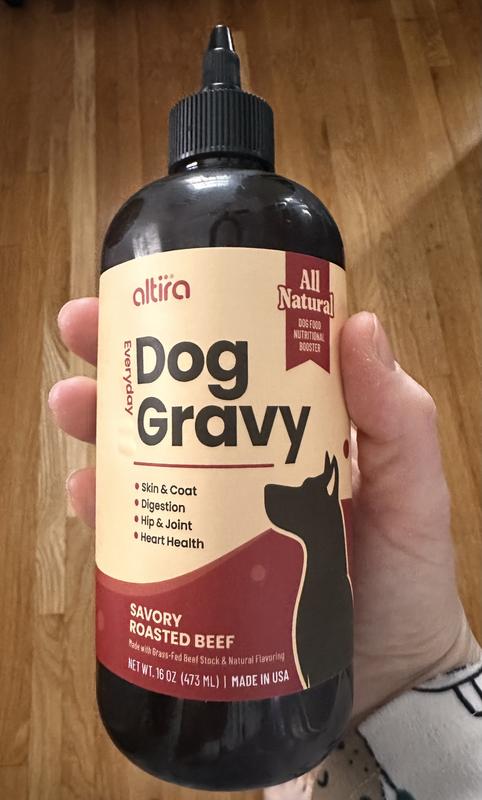 altira
All
Natural
DOG FOOD
NUTRITIONAL
BOOSTER
Everyday
Dog
Gravy
Skin & Coat
Digestion
Hip & Joint
Heart Health
SAVORY
ROASTED BEEF
Made with Grass-Fed Beef Stock & Natural Flavoring
NET WT. 16 OZ (473 ML) | MADE IN USA